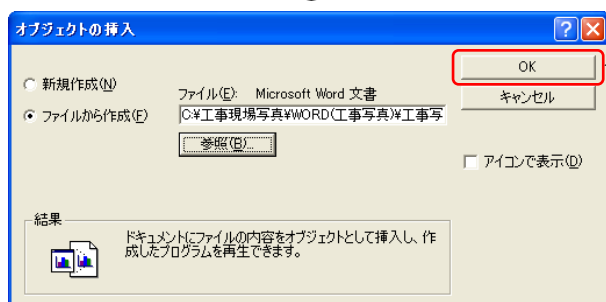 オブジェクトの挿入
新規作成(N)
ファイルから作成(F)
ファイル(E): Microsoft Word 文書
C:¥工事現場写真¥WORD(工事写真)¥工事写
参照(B)...
OK
キャンセル
アイコンで表示(D)
結果
ドキュメントにファイルの内容をオブジェクトとして挿入し、作
成したプログラムを再生できます。